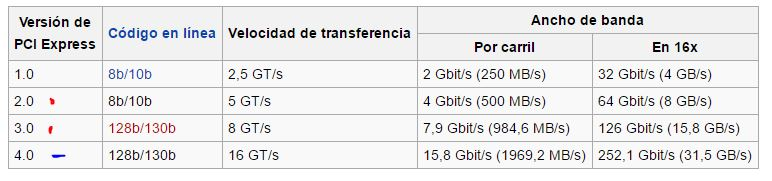 Versión de PCI Express Código en línea Velocidad de transferencia Ancho de banda
Por carril En 16x
1.0 8b/10b 2,5 GT/s 2 Gbit/s (250 MB/s) 32 Gbit/s (4 GB/s)
2.0 8b/10b 5 GT/s 4 Gbit/s (500 MB/s) 64 Gbit/s (8 GB/s)
3.0 128b/130b 8 GT/s 7,9 Gbit/s (984,6 MB/s) 126 Gbit/s (15,8 GB/s)
4.0 128b/130b 16 GT/s 15,8 Gbit/s (1969,2 MB/s) 252,1 Gbit/s (31,5 GB/s)